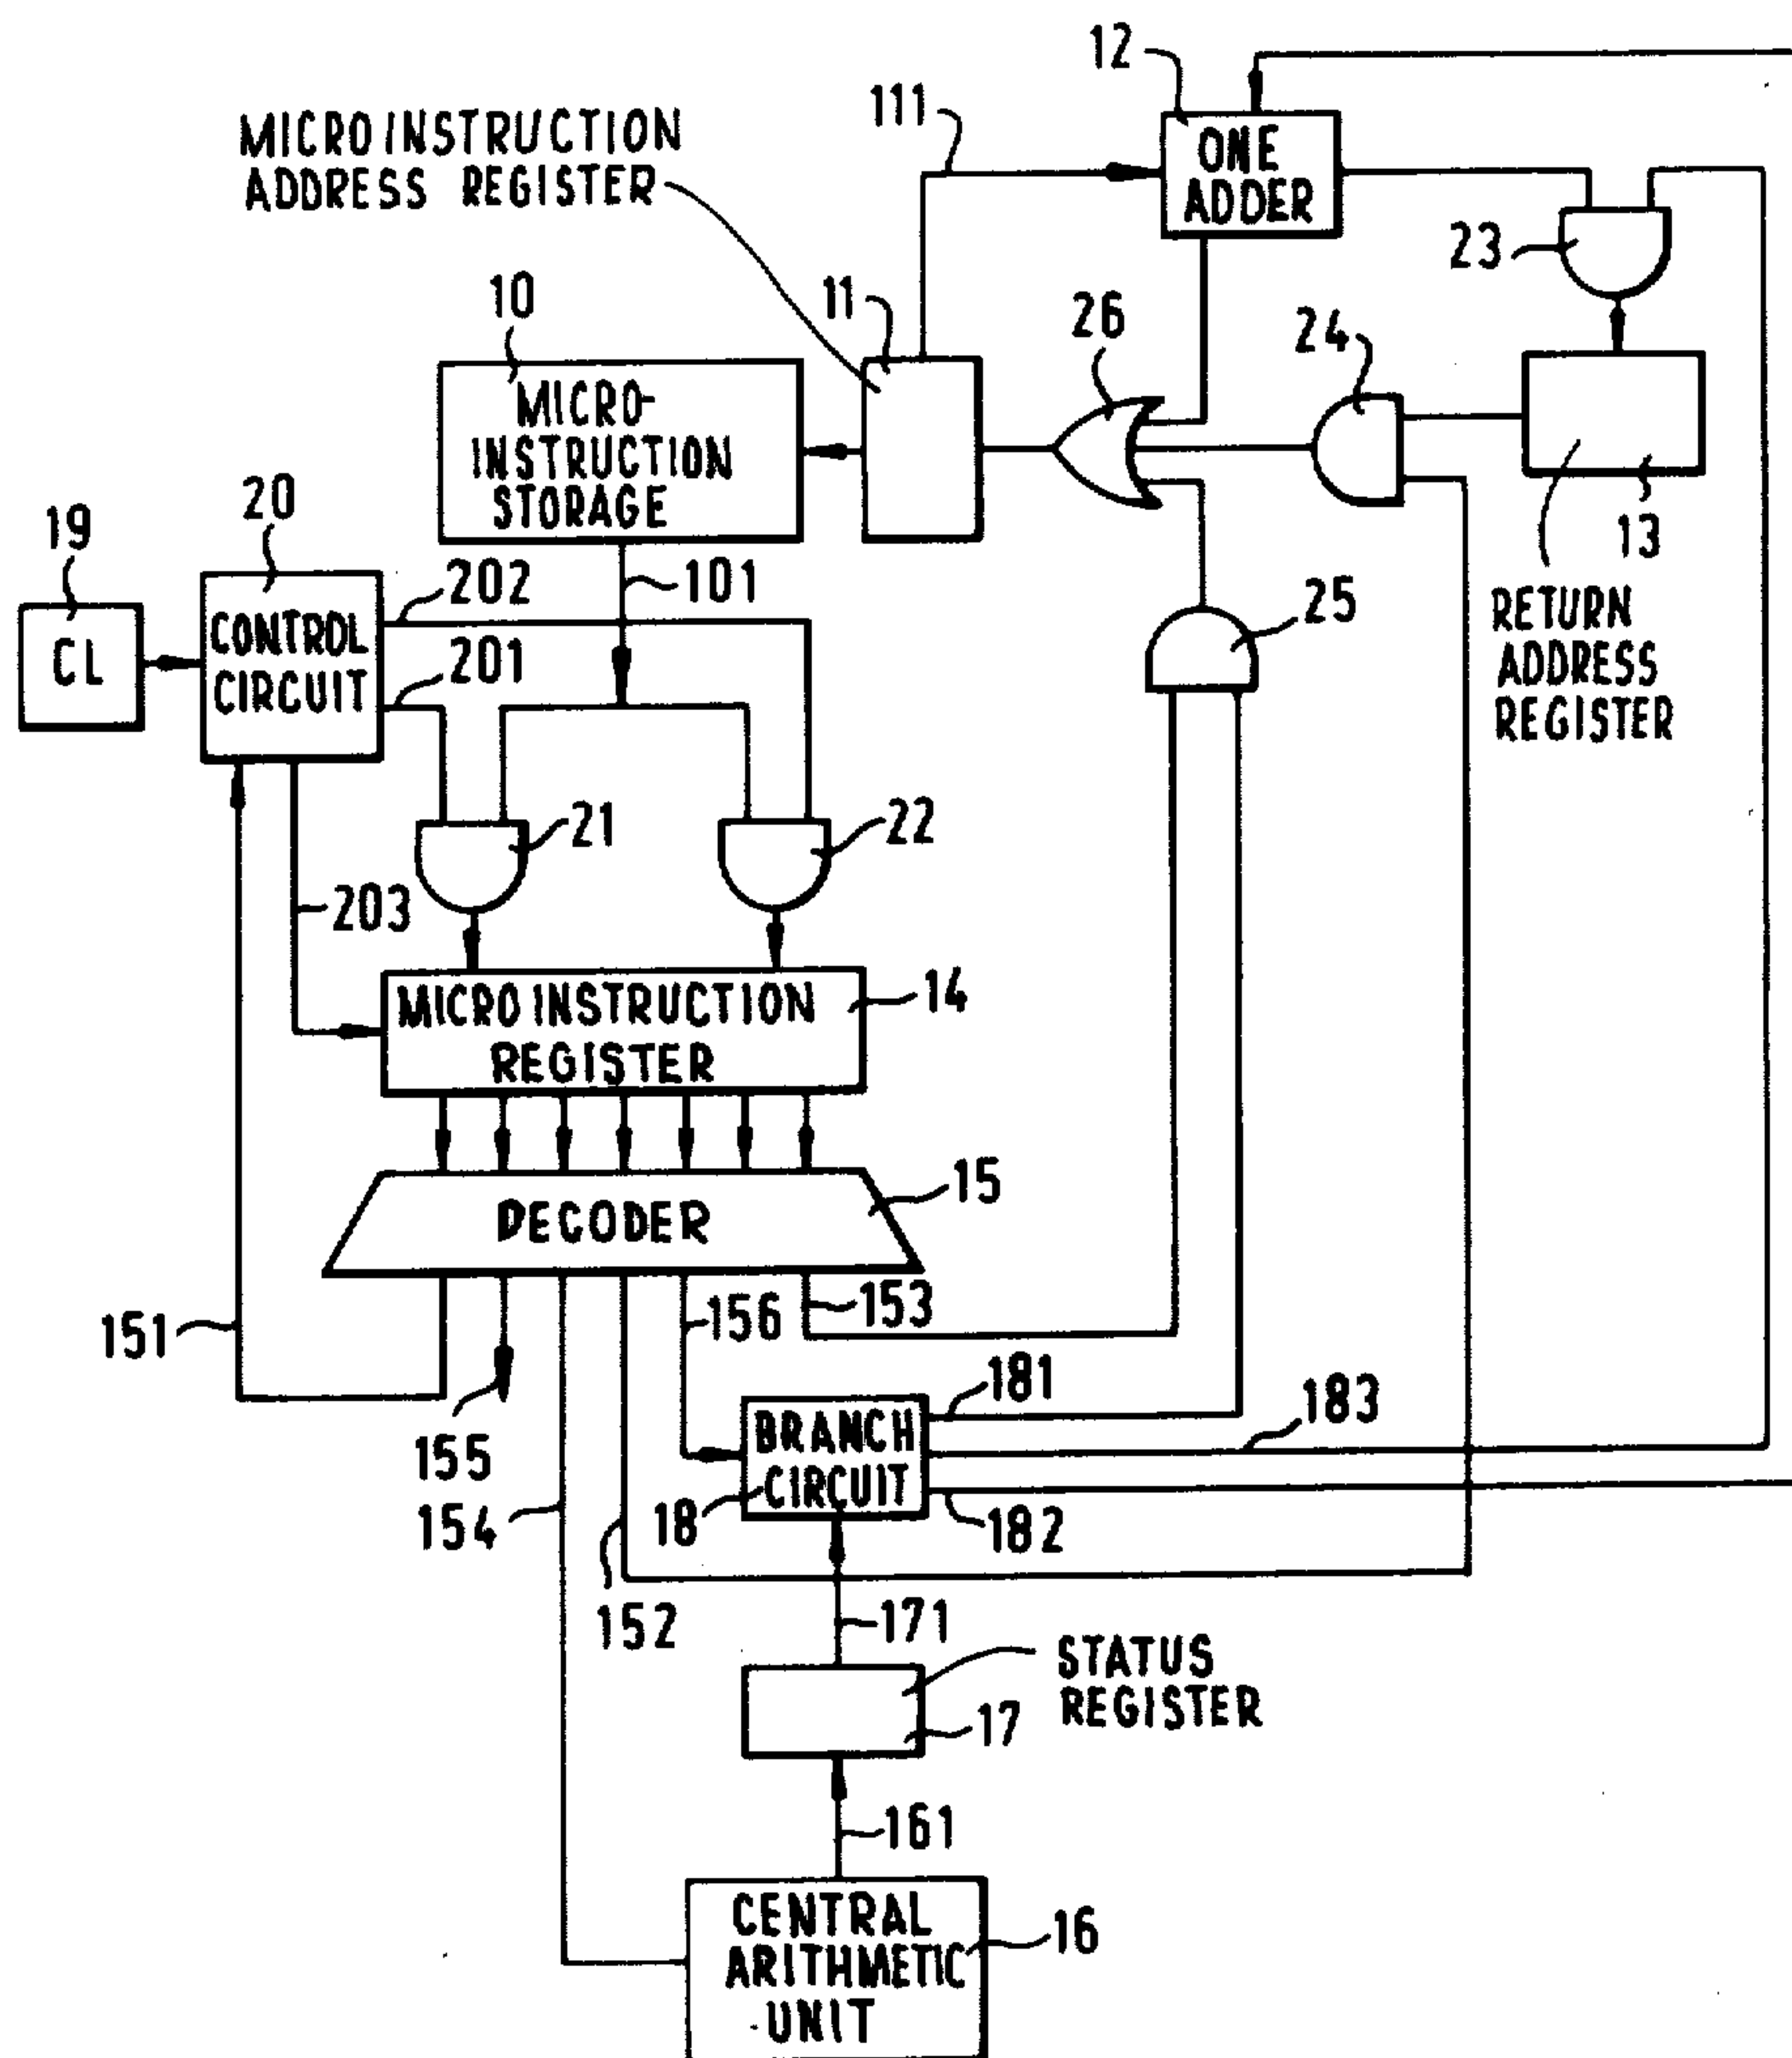 12
111
MICROINSTRUCTION
ADDRESS REGISTER
ONE
ADDER
23
10
11
26
24
MICRO-
INSTRUCTION
STORAGE
13
RETURN
ADDRESS
REGISTER
19
20
CL
CONTROL
CIRCUIT
202
201
101
25
21
22
203
MICROINSTRUCTION
REGISTER
14
DECODER
15
151
155
154
152
156
153
181
183
BRANCH
CIRCUIT
18
182
171
STATUS
REGISTER
17
161
CENTRAL
ARITHMETIC
UNIT
16